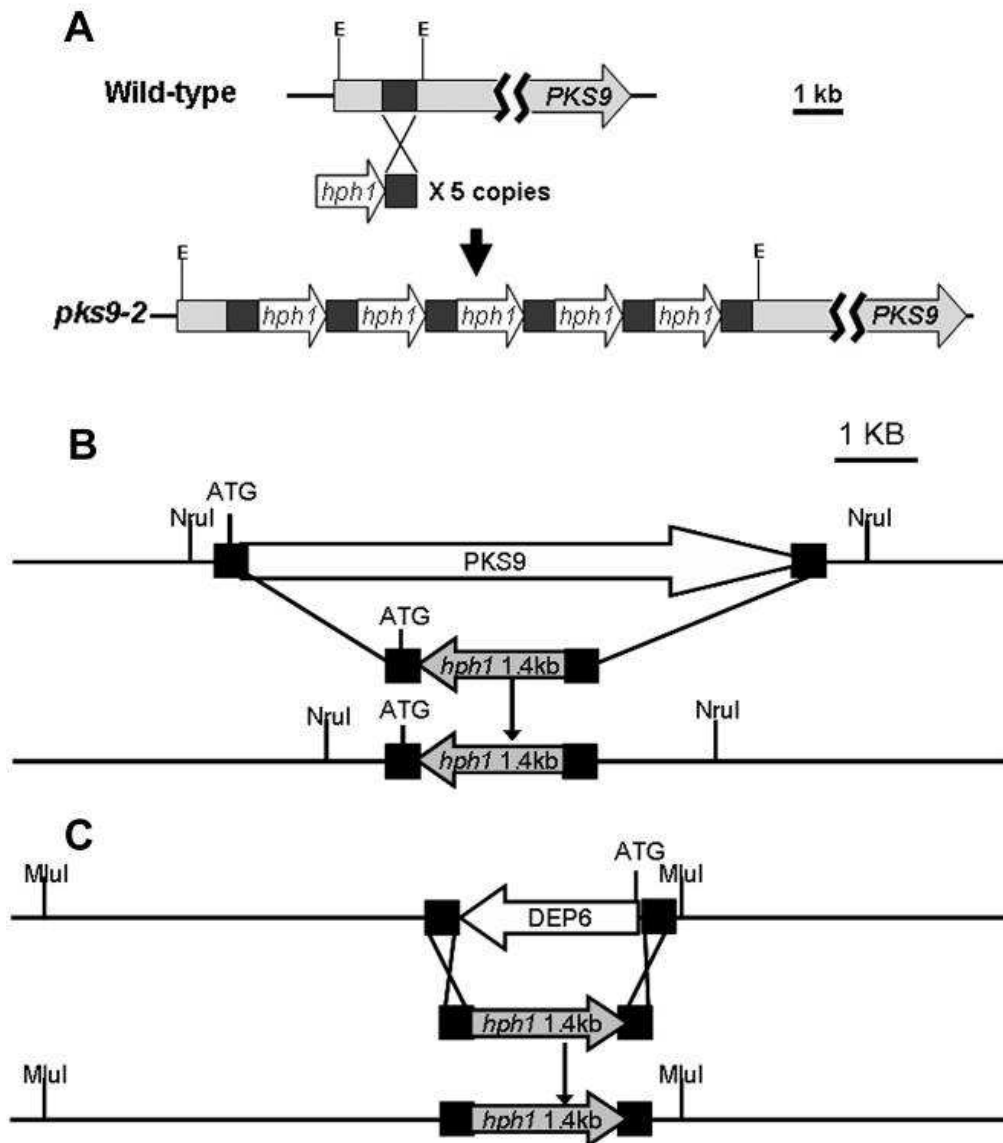 A
E E
Wild-type PKS9 1 kb
hph1 X 5 copies
E E
pks9-2 hph1 hph1 hph1 hph1 hph1 PKS9
B 1 KB
NruI ATG NruI
PKS9
ATG
hph1 1.4kb
NruI ATG NruI
hph1 1.4kb
C
MluI ATG MluI
DEP6
hph1 1.4kb
MluI MluI
hph1 1.4kb